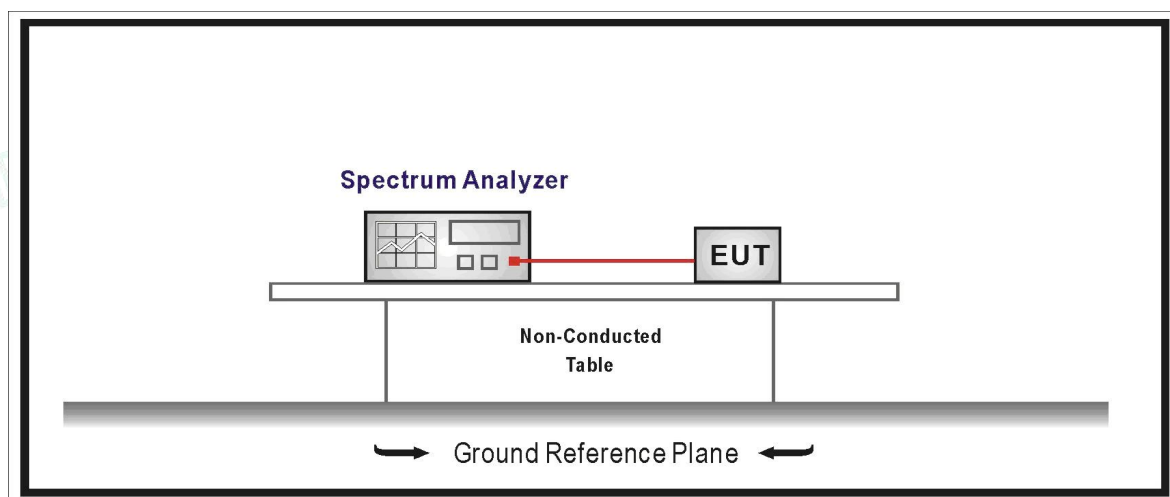 Spectrum Analyzer
EUT
Non-Conducted
Table
Ground Reference Plane